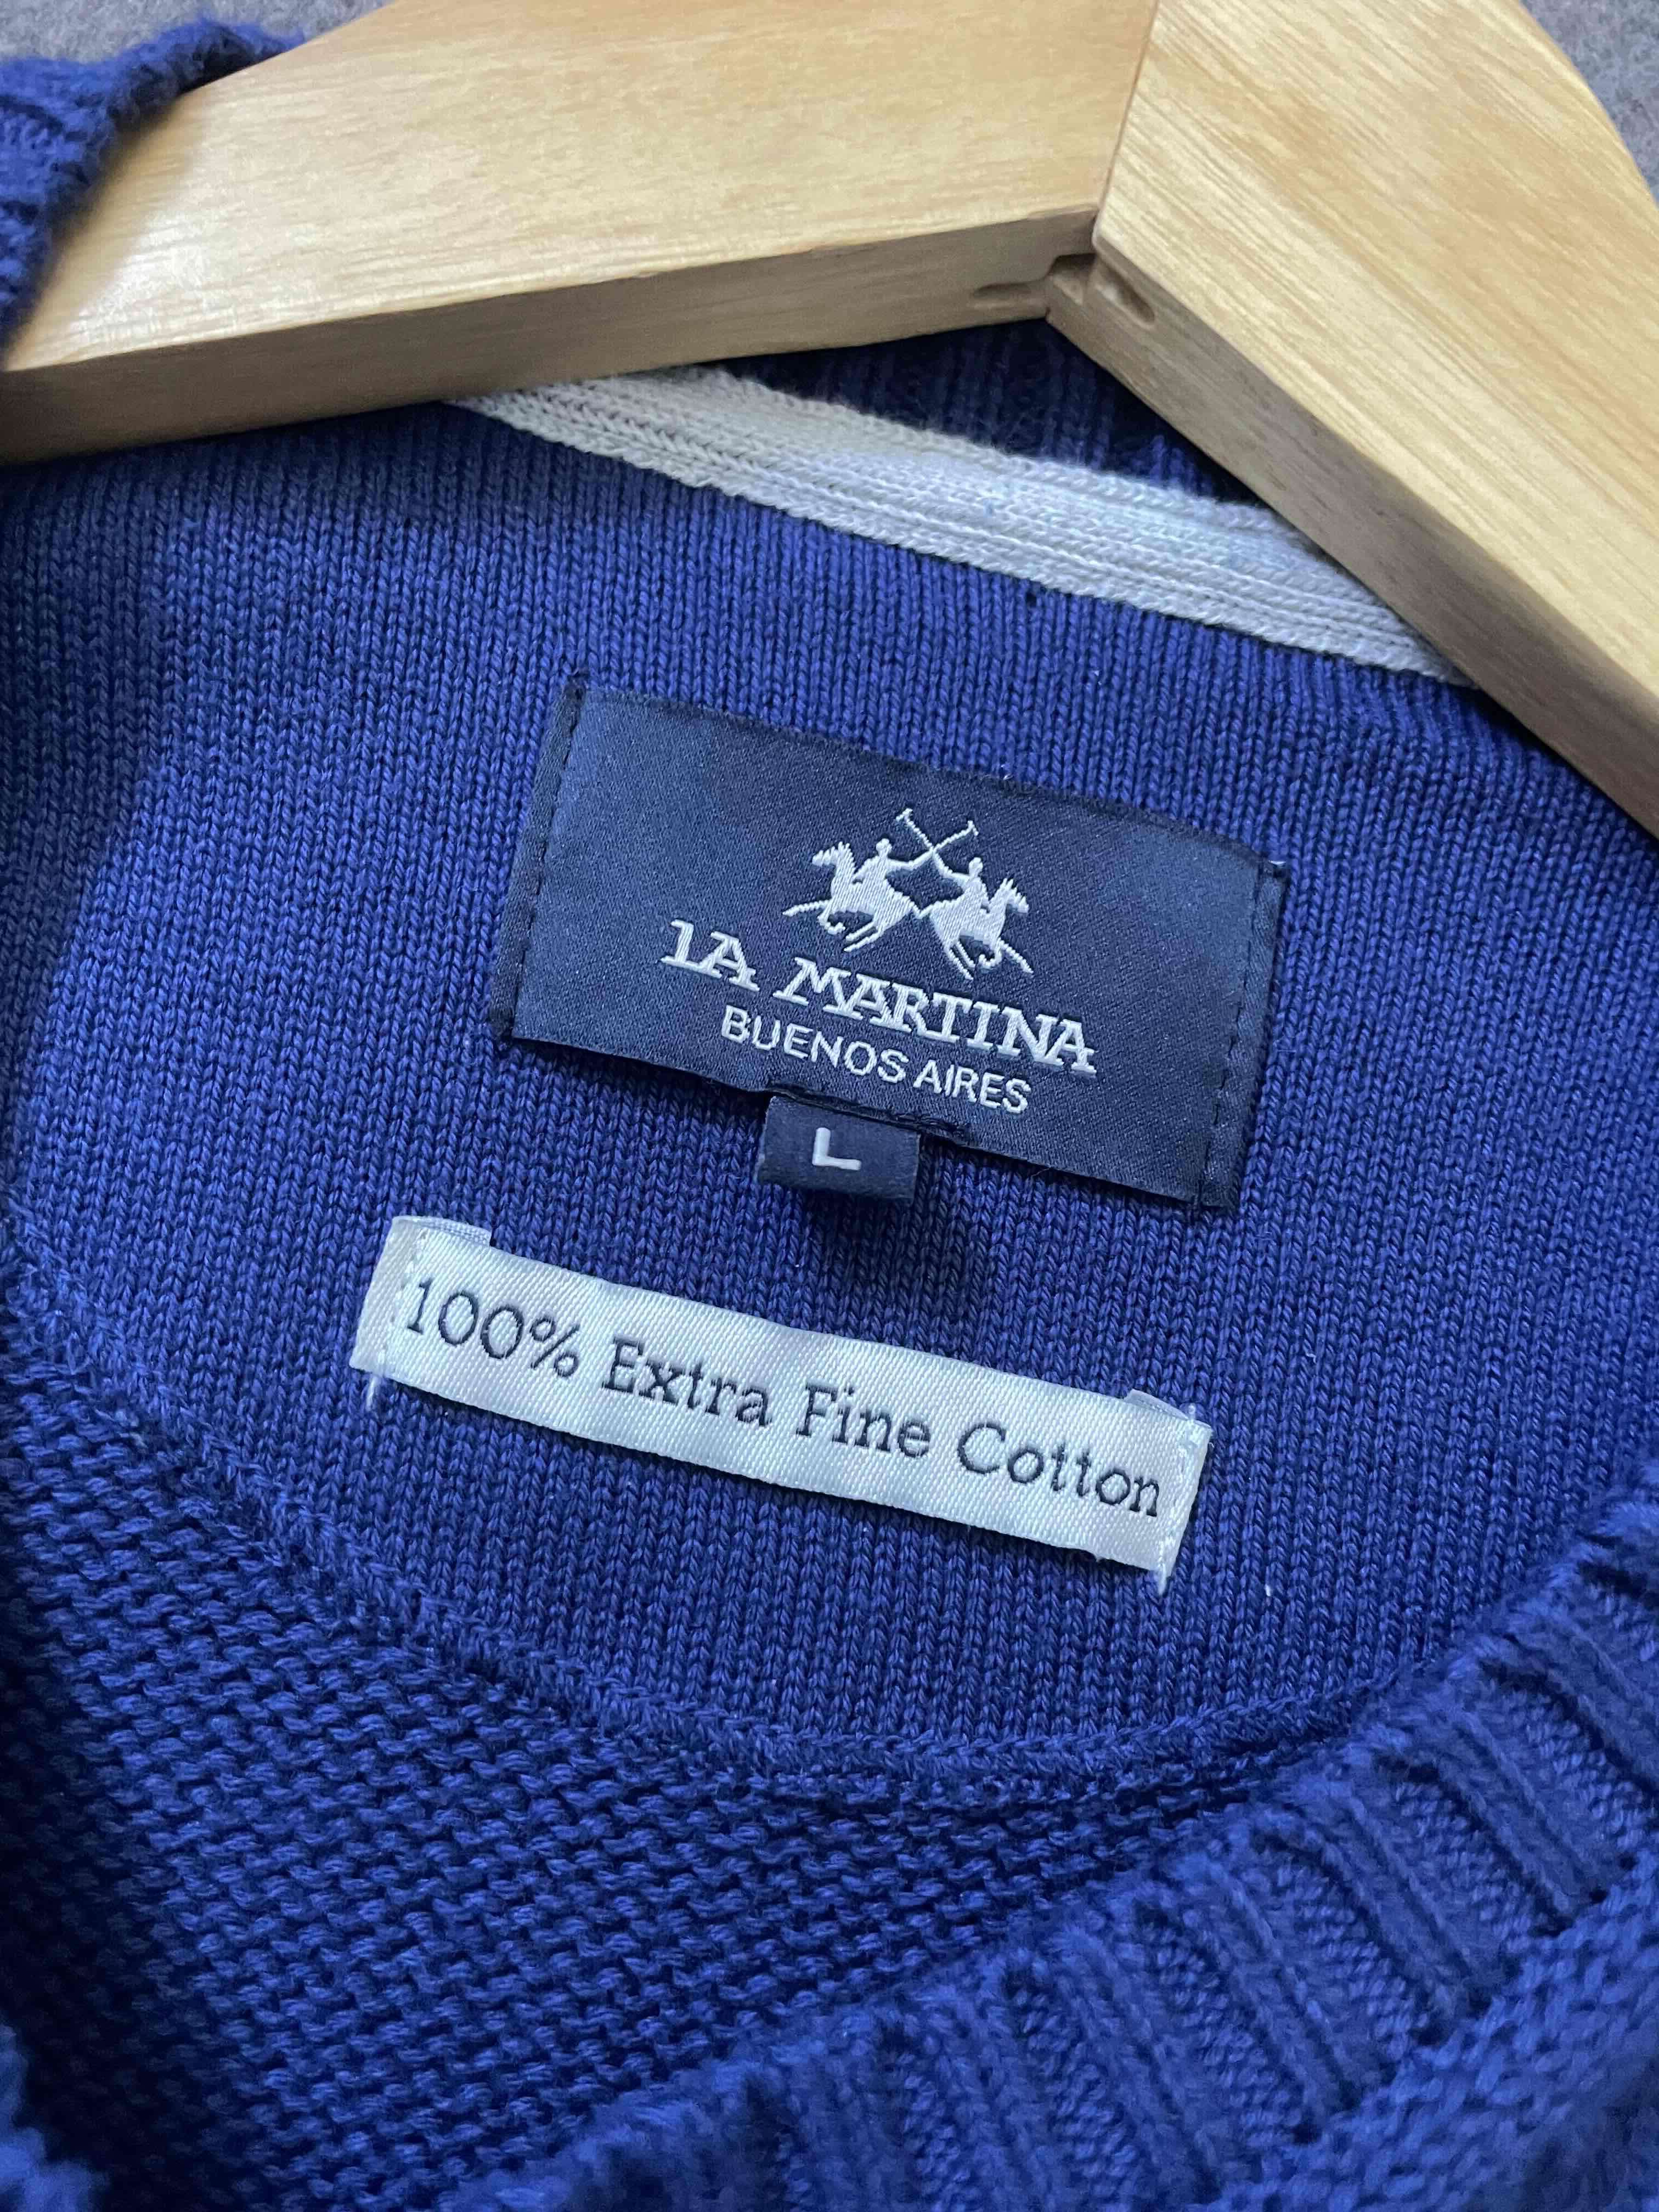 LA MARTINA
BUENOS AIRES
L
100% Extra Fine Cotton